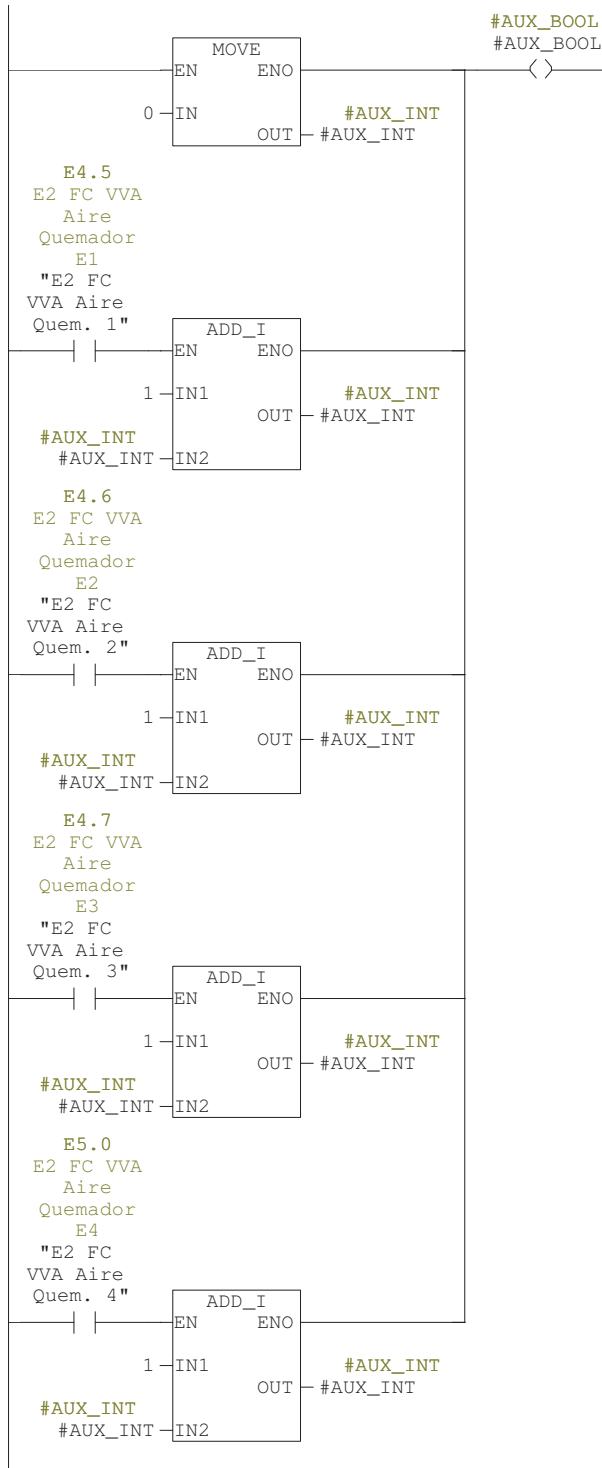 #AUX_BOOL
#AUX_BOOL
MOVE
EN ENO
0 IN
#AUX_INT
OUT #AUX_INT
E4.5
E2 FC VVA
Aire
Quemador
E1
"E2 FC
VVA Aire
Quem. 1"
ADD_I
EN ENO
1 IN1
#AUX_INT
OUT #AUX_INT
#AUX_INT
#AUX_INT IN2
E4.6
E2 FC VVA
Aire
Quemador
E2
"E2 FC
VVA Aire
Quem. 2"
ADD_I
EN ENO
1 IN1
#AUX_INT
OUT #AUX_INT
#AUX_INT
#AUX_INT IN2
E4.7
E2 FC VVA
Aire
Quemador
E3
"E2 FC
VVA Aire
Quem. 3"
ADD_I
EN ENO
1 IN1
#AUX_INT
OUT #AUX_INT
#AUX_INT
#AUX_INT IN2
E5.0
E2 FC VVA
Aire
Quemador
E4
"E2 FC
VVA Aire
Quem. 4"
ADD_I
EN ENO
1 IN1
#AUX_INT
OUT #AUX_INT
#AUX_INT
#AUX_INT IN2